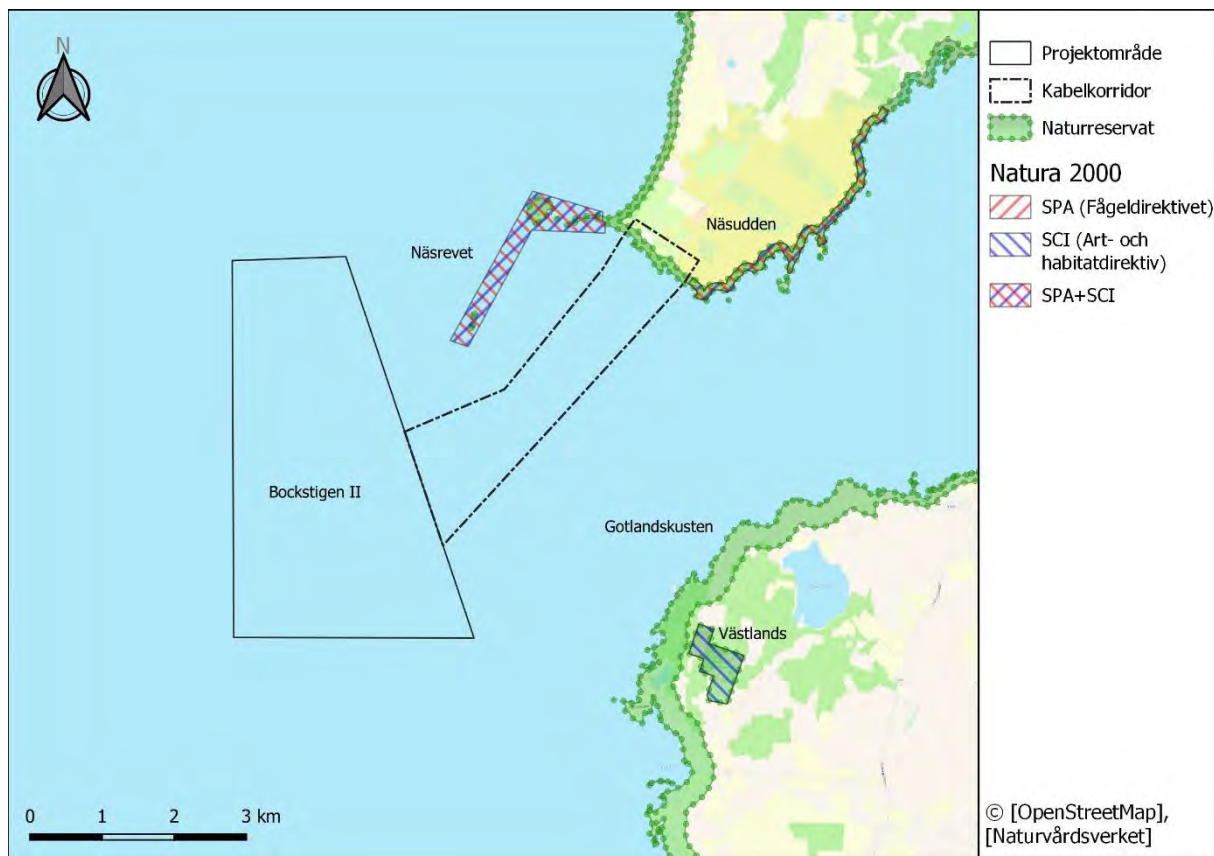 N
Näsrevet
Näsudden
Bockstigen II
Gotlandskusten
Västlands
0 1 2 3 km
Projektområde
Kabelkorridor
Naturreservat
Natura 2000
SPA (Fågeldirektivet)
SCI (Art- och
habitatdirektiv)
SPA+SCI
© [OpenStreetMap],
[Naturvårdsverket]